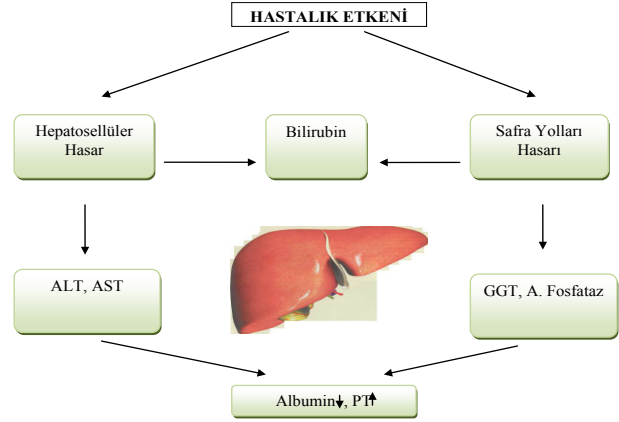 HASTALIK ETKENİ
Hepatosellüler
Hasar
Bilirubin
Safra Yolları
Hasarı
ALT, AST
GGT, A. Fosfataz
Albumin↓, PT↑